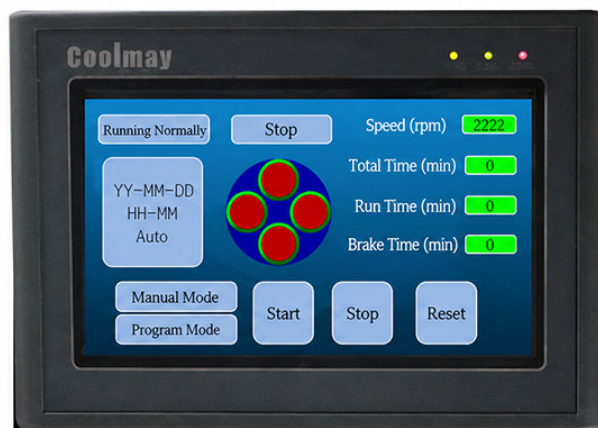 Coolmay
Running Normally
Stop
Speed (rpm) 2222
YY-MM-DD
HH-MM
Auto
Total Time (min) 0
Run Time (min) 0
Brake Time (min) 0
Manual Mode
Program Mode
Start
Stop
Reset